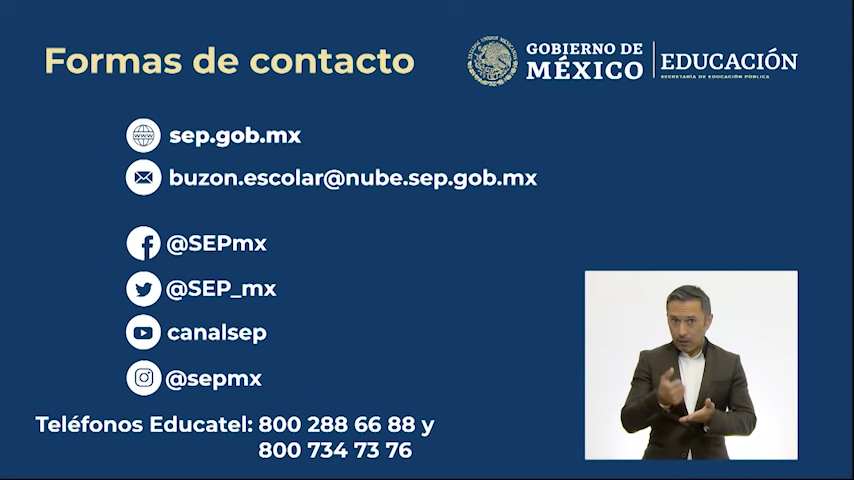 Formas de contacto
GOBIERNO DE
MÉXICO
EDUCACIÓN
SECRETARÍA DE EDUCACIÓN PÚBLICA
www
sep.gob.mx
buzon.escolar@nube.sep.gob.mx
@SEPmx
@SEP_mx
canalsep
@sepmx
Teléfonos Educatel: 800 288 66 88 y
800 734 73 76